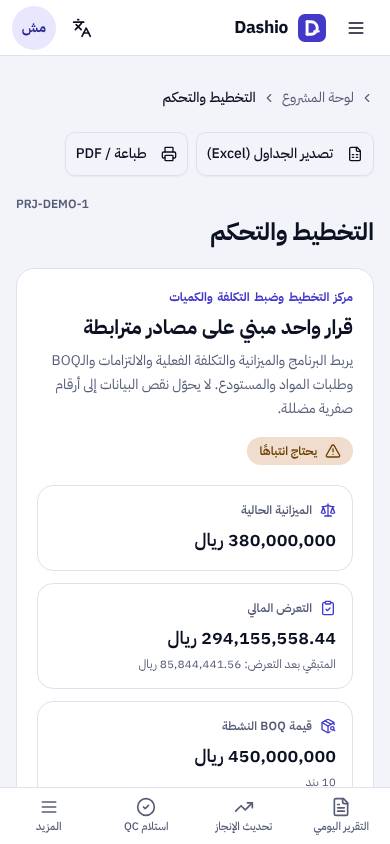 Dashio
مش
لوحة المشروع
التخطيط والتحكم
تصدير الجداول (Excel)
طباعة / PDF
PRJ-DEMO-1
التخطيط والتحكم
مركز التخطيط وضبط التكلفة والكميات
قرار واحد مبني على مصادر مترابطة
يربط البرنامج والميزانية والتكلفة الفعلية والالتزامات والـBOQ
وطلبات المواد والمستودع. لا يحوّل نقص البيانات إلى أرقام
صفرية مضللة.
يحتاج انتباهًا
الميزانية الحالية
380,000,000 ريال
التعرض المالي
294,155,558.44 ريال
المتبقي بعد التعرض: 85,844,441.56 ريال
قيمة BOQ النشطة
450,000,000 ريال
10 بند
التقرير اليومي
تحديث الإنجاز
استلام QC
المزيد